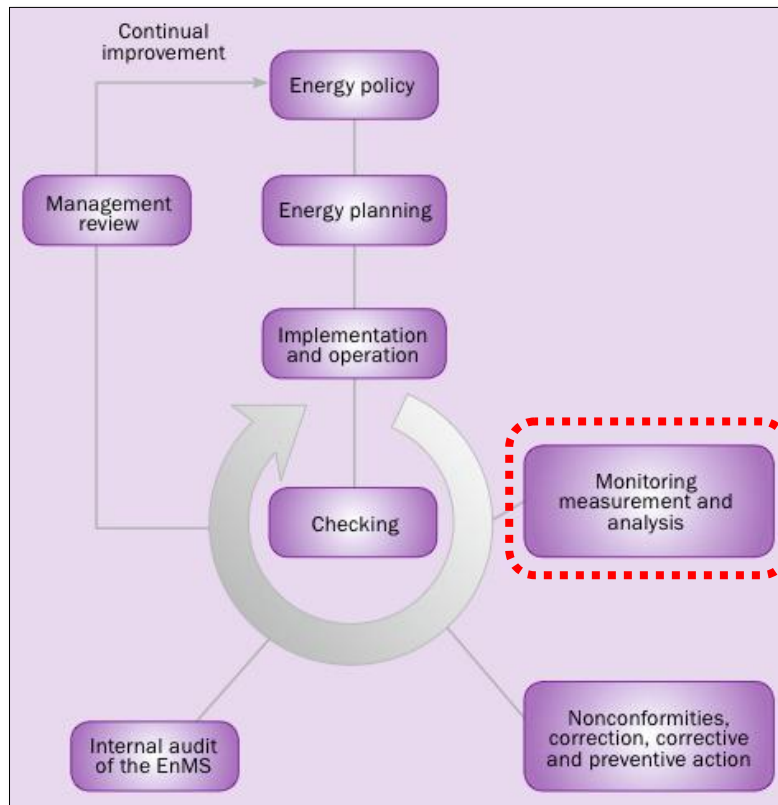 Continual
improvement
Energy policy
Management
review
Energy planning
Implementation
and operation
Monitoring
measurement and
analysis
Checking
Internal audit
of the EnMS
Nonconformities,
correction, corrective
and preventive action